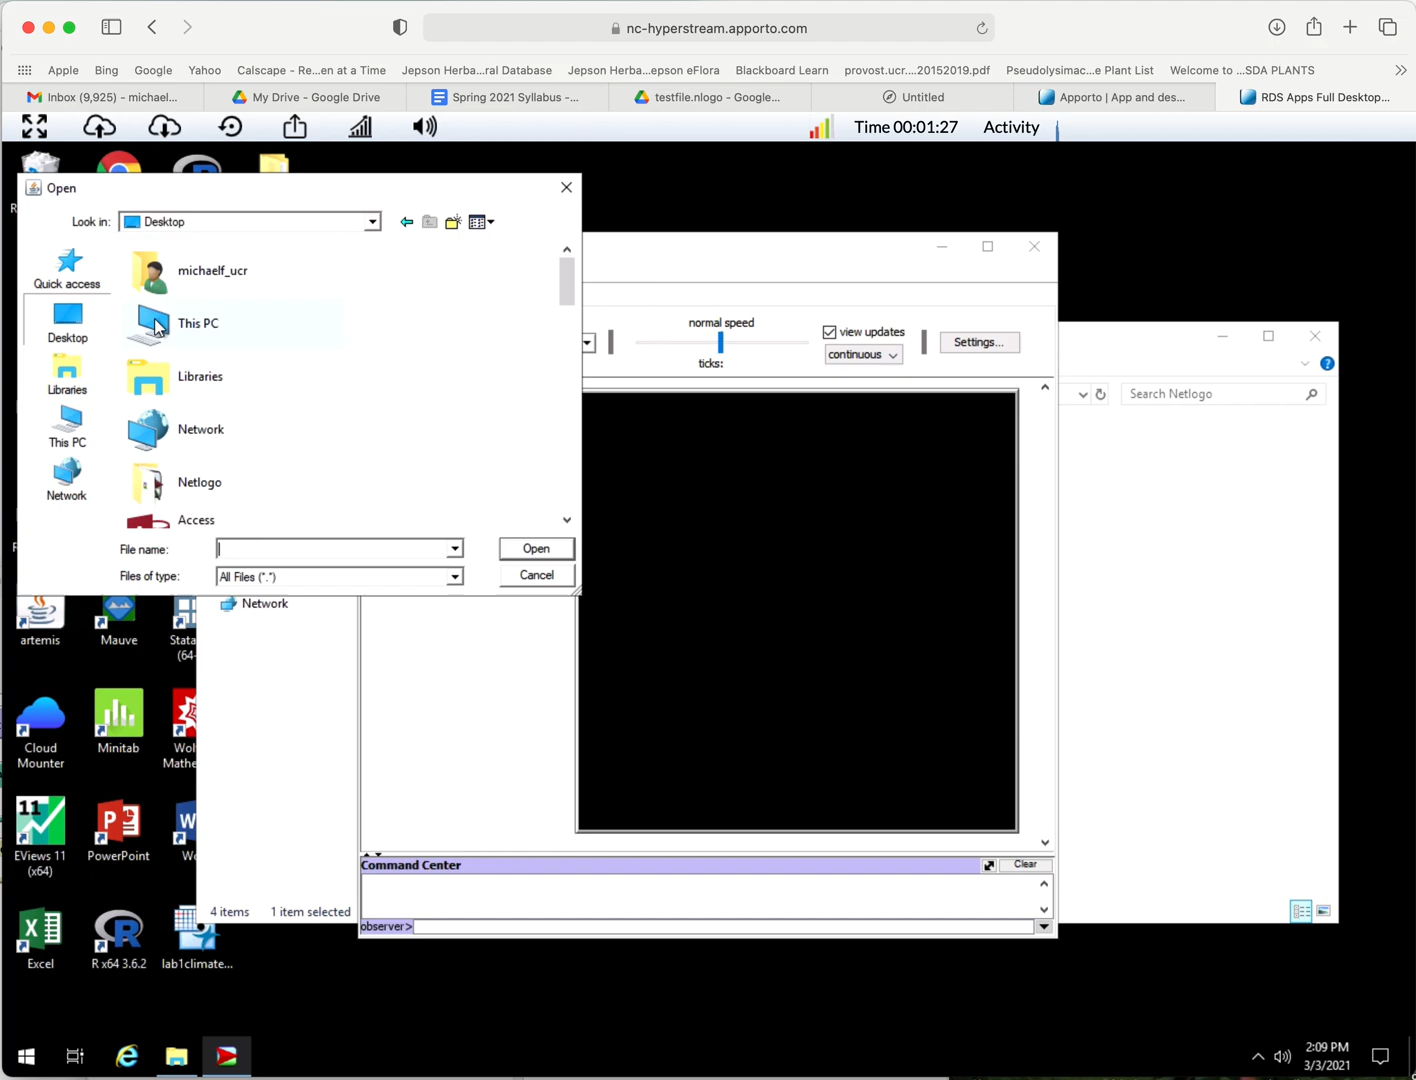 nc-hyperstream.apporto.com
Apple Bing Google Yahoo Calscape - Re...en at a Time Jepson Herba...ral Database Jepson Herba...epson eFlora Blackboard Learn provost.ucr....20152019.pdf Pseudolysimac...e Plant List Welcome to ...SDA PLANTS
Inbox (9,925) - michael... My Drive - Google Drive Spring 2021 Syllabus -... testfile.nlogo - Google... Untitled Apporto | App and des... RDS Apps Full Desktop...
Time 00:01:27 Activity
Open
Look in: Desktop
Quick access
Desktop
Libraries
This PC
Network
michaelf_ucr
This PC
Libraries
Network
Netlogo
Access
File name: Open
Files of type: All Files (*.*) Cancel
normal speed
ticks:
view updates
continuous
Settings...
Search Netlogo
Network
artemis Mauve Stata
(64-
Cloud
Mounter
Minitab
Wol
Mathe
11
EViews 11
(x64)
PowerPoint
Wo
4 items 1 item selected
Command Center Clear
observer>
Excel R x64 3.6.2 lab1climate...
2:09 PM
3/3/2021